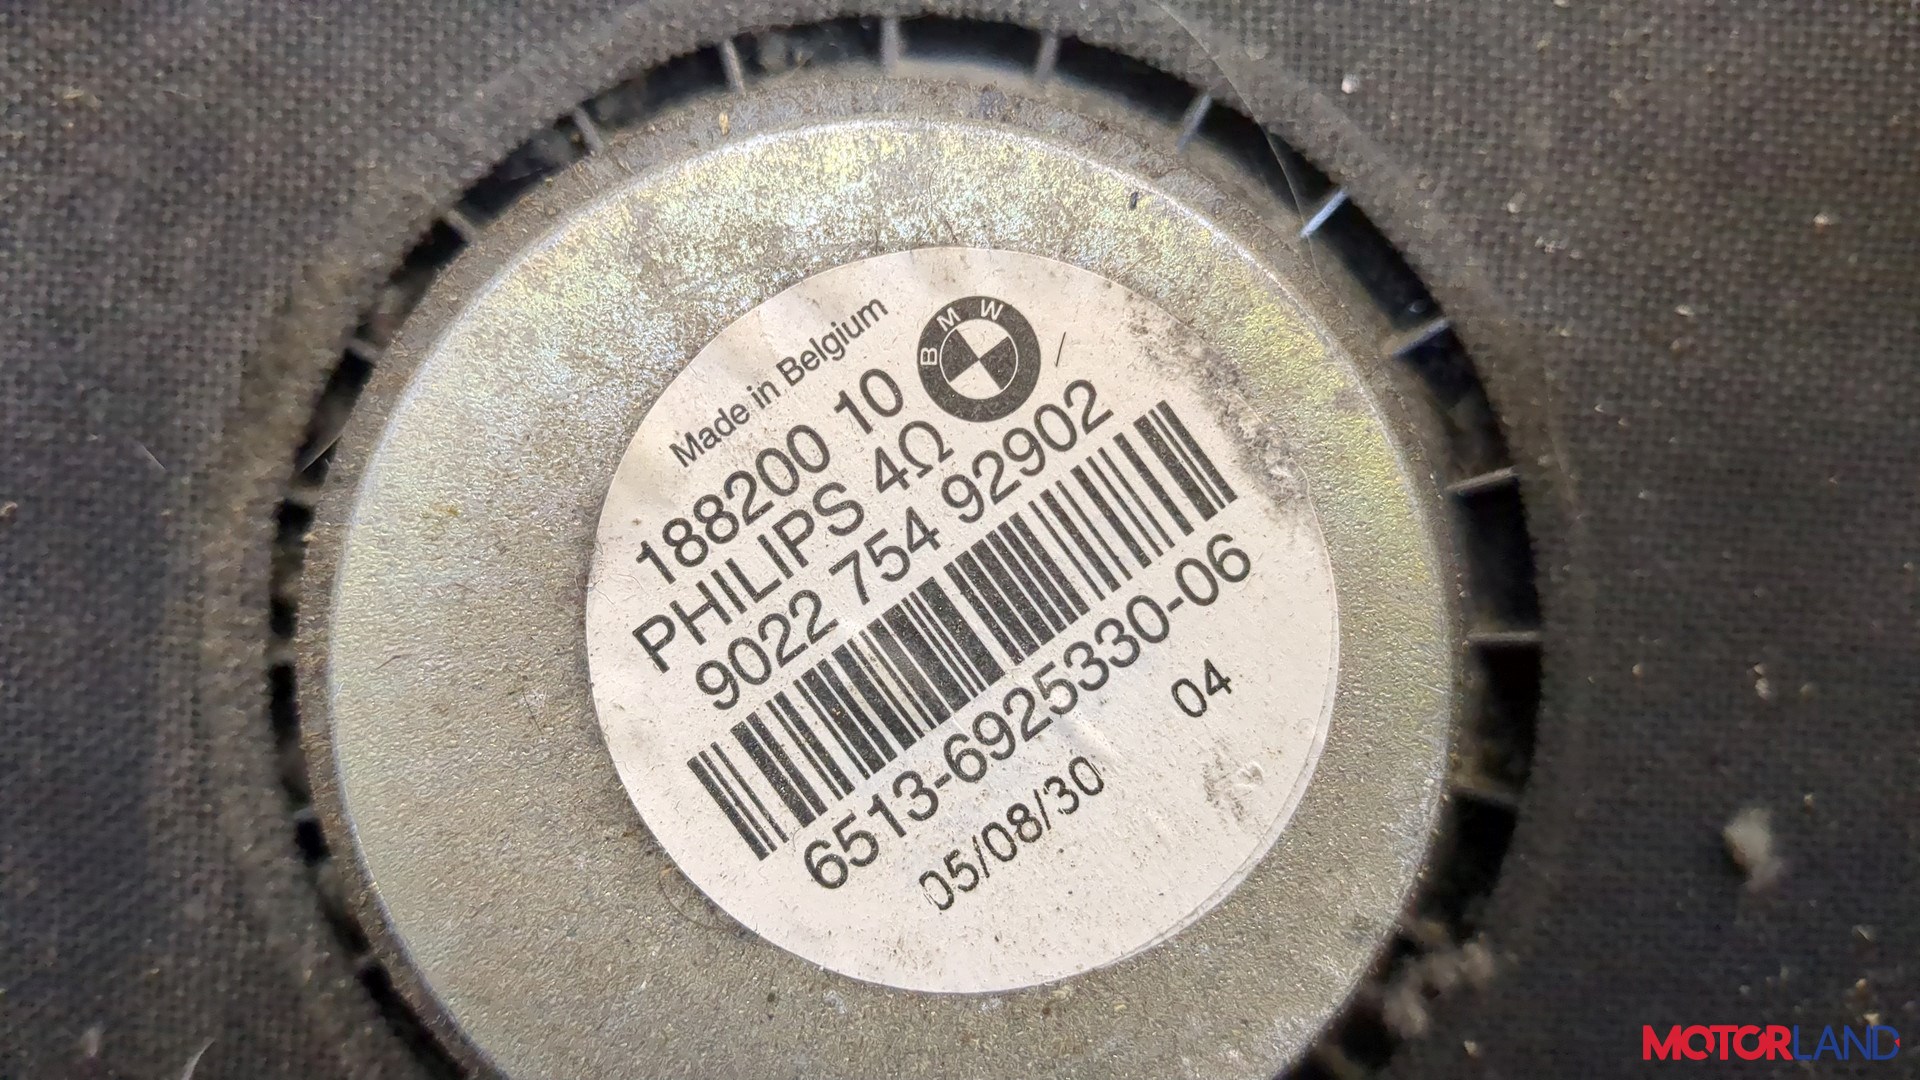 Made in Belgium
BMW
188200 10
PHILIPS 4Ω
9022 754 92902
6513-6925330-06
05/08/30 04
MOTORLAND